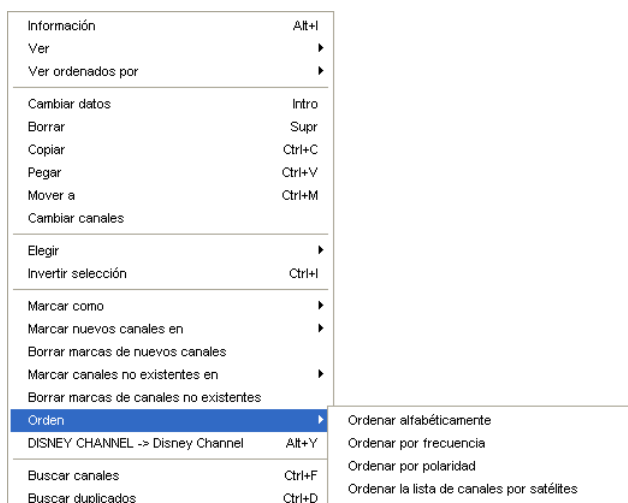 Información Alt+I
Ver
Ver ordenados por
Cambiar datos Intro
Borrar Supr
Copiar Ctrl+C
Pegar Ctrl+V
Mover a Ctrl+M
Cambiar canales
Elegir
Invertir selección Ctrl+I
Marcar como
Marcar nuevos canales en
Borrar marcas de nuevos canales
Marcar canales no existentes en
Borrar marcas de canales no existentes
Orden
DISNEY CHANNEL -> Disney Channel Alt+Y
Buscar canales Ctrl+F
Buscar duplicados Ctrl+D
Ordenar alfabéticamente
Ordenar por frecuencia
Ordenar por polaridad
Ordenar la lista de canales por satélites